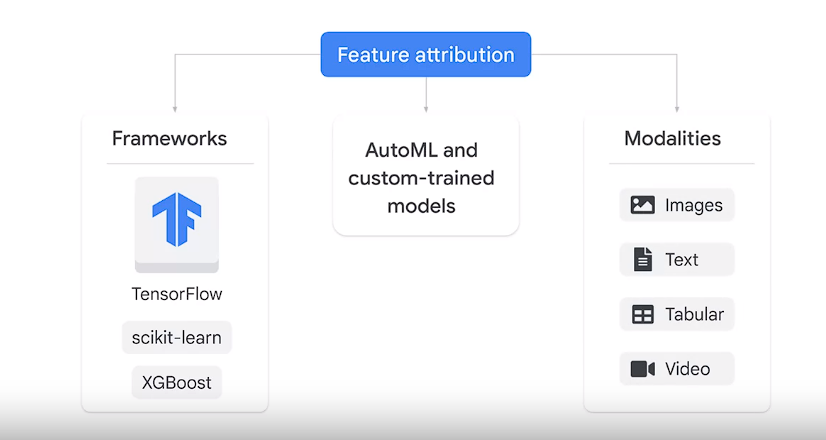 Feature attribution
Frameworks
TensorFlow
scikit-learn
XGBoost
AutoML and
custom-trained
models
Modalities
Images
Text
Tabular
Video